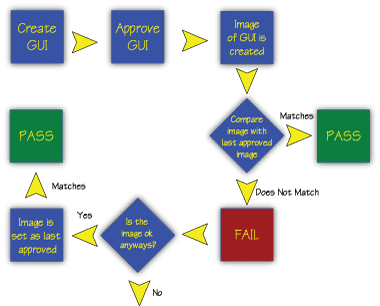 Create
GUI
Approve
GUI
Image
of GUI is
created
Compare
image with
last approved
image
Matches
PASS
Does Not Match
FAIL
Is the
image ok
anyways?
Yes
Image is
set as last
approved
Matches
PASS
No